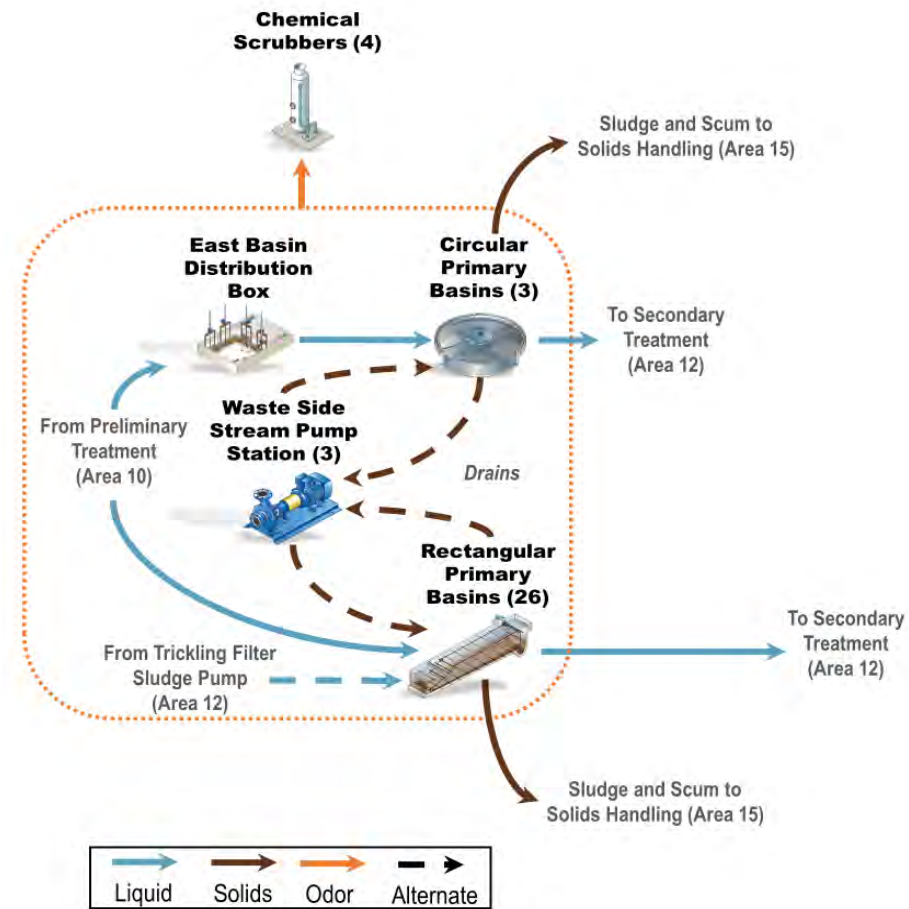 Chemical
Scrubbers (4)
Sludge and Scum to
Solids Handling (Area 15)
East Basin
Distribution
Box
Circular
Primary
Basins (3)
To Secondary
Treatment
(Area 12)
Waste Side
Stream Pump
Station (3)
From Preliminary
Treatment
(Area 10)
Drains
Rectangular
Primary
Basins (26)
To Secondary
Treatment
(Area 12)
From Trickling Filter
Sludge Pump
(Area 12)
Sludge and Scum to
Solids Handling (Area 15)
Liquid Solids Odor Alternate